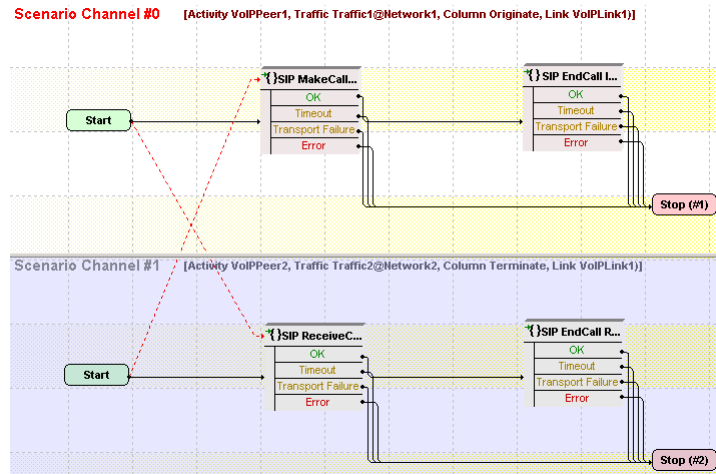 Scenario Channel #0 [Activity VoIPPeer1, Traffic Traffic1@Network1, Column Originate, Link VoIPLink1)]
{}SIP MakeCall...
OK
Timeout
Transport Failure
Error
{}SIP EndCall I...
OK
Timeout
Transport Failure
Error
Start
Stop (#1)
Scenario Channel #1 [Activity VoIPPeer2, Traffic Traffic2@Network2, Column Terminate, Link VoIPLink1)]
{}SIP ReceiveC...
OK
Timeout
Transport Failure
Error
{}SIP EndCall R...
OK
Timeout
Transport Failure
Error
Start
Stop (#2)